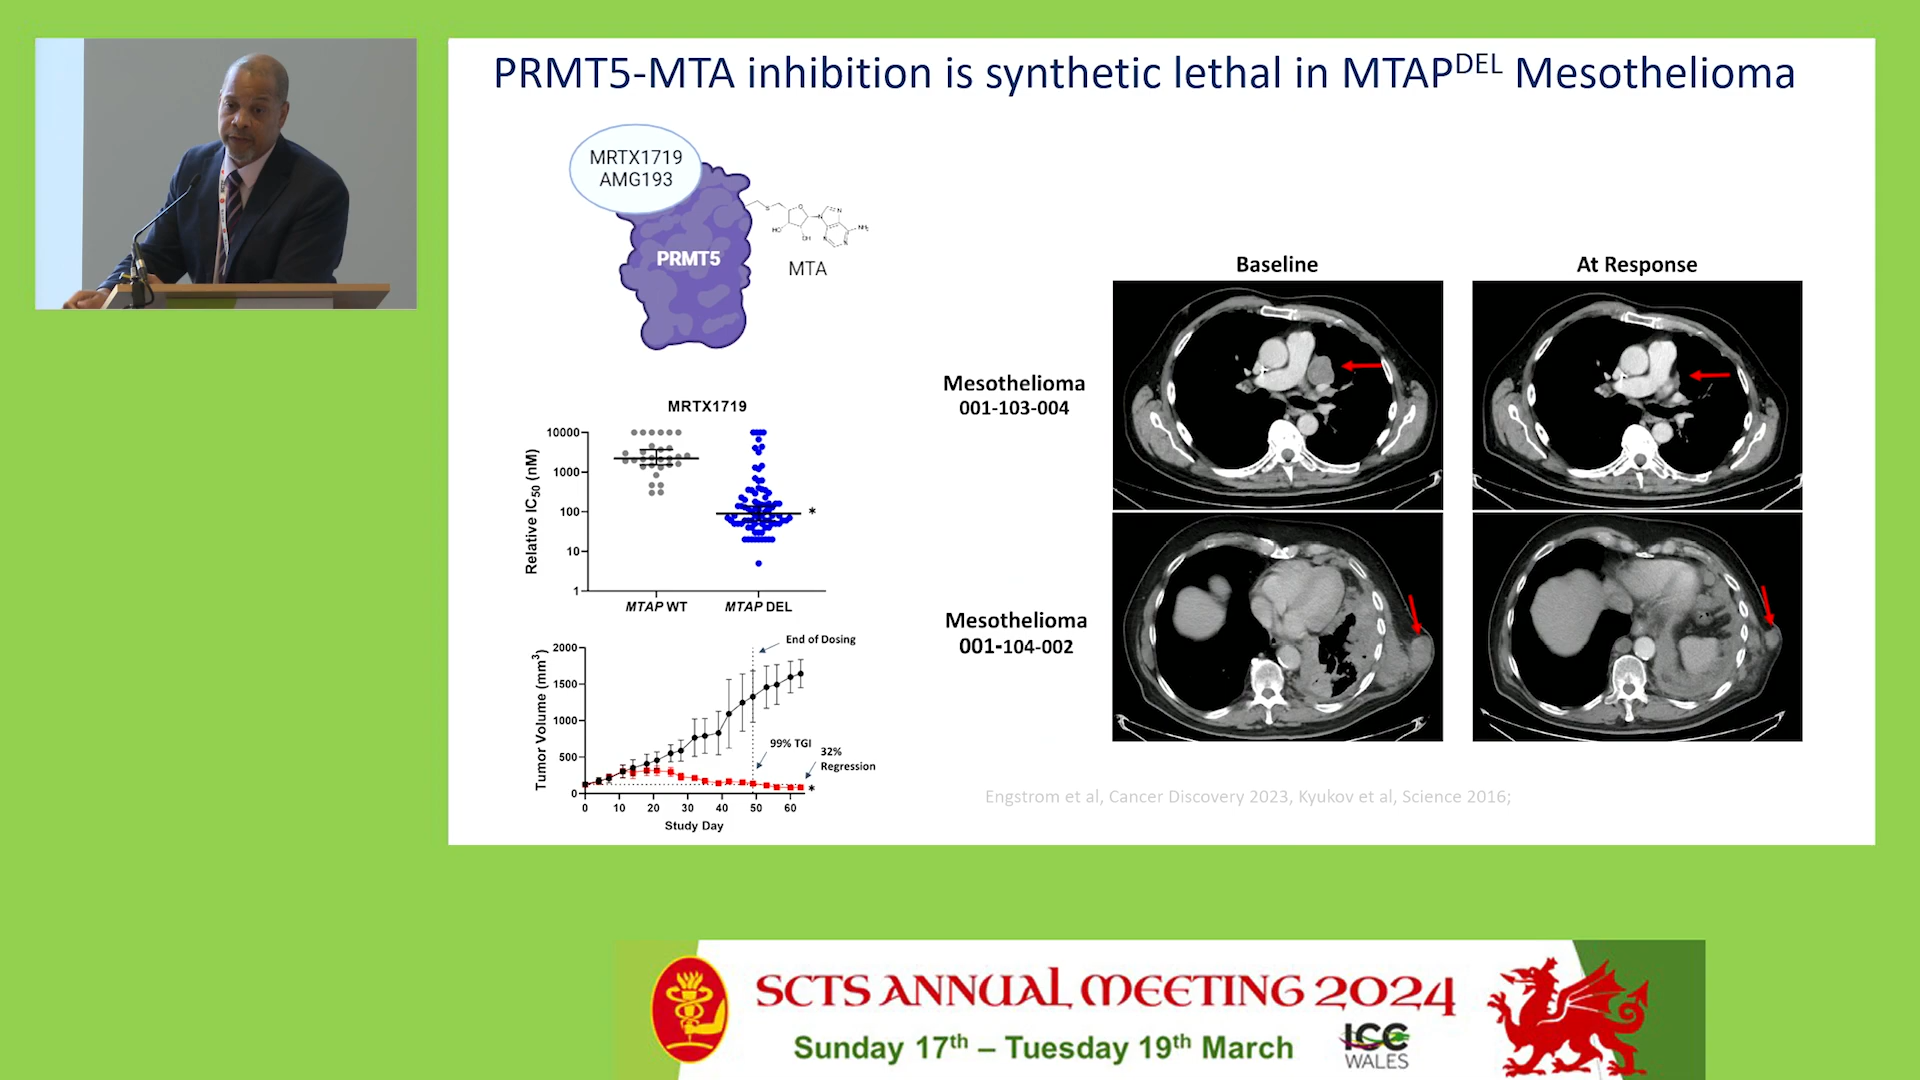 PRMT5-MTA inhibition is synthetic lethal in MTAPDEL Mesothelioma
MRTX1719
AMG193
PRMT5
HO
OH
N
N
N
N
NH2
O
S
MTA
MRTX1719
Relative IC50 (nM)
10000
1000
100
10
1
*
MTAP WT
MTAP DEL
End of Dosing
Tumor Volume (mm3)
2000
1500
1000
500
0
99% TGI
32%
Regression
*
0 10 20 30 40 50 60
Study Day
Baseline
At Response
Mesothelioma
001-103-004
Mesothelioma
001-104-002
Engstrom et al, Cancer Discovery 2023, Kyukov et al, Science 2016;
SCTS ANNUAL MEETING 2024
Sunday 17th – Tuesday 19th March
ICC
WALES